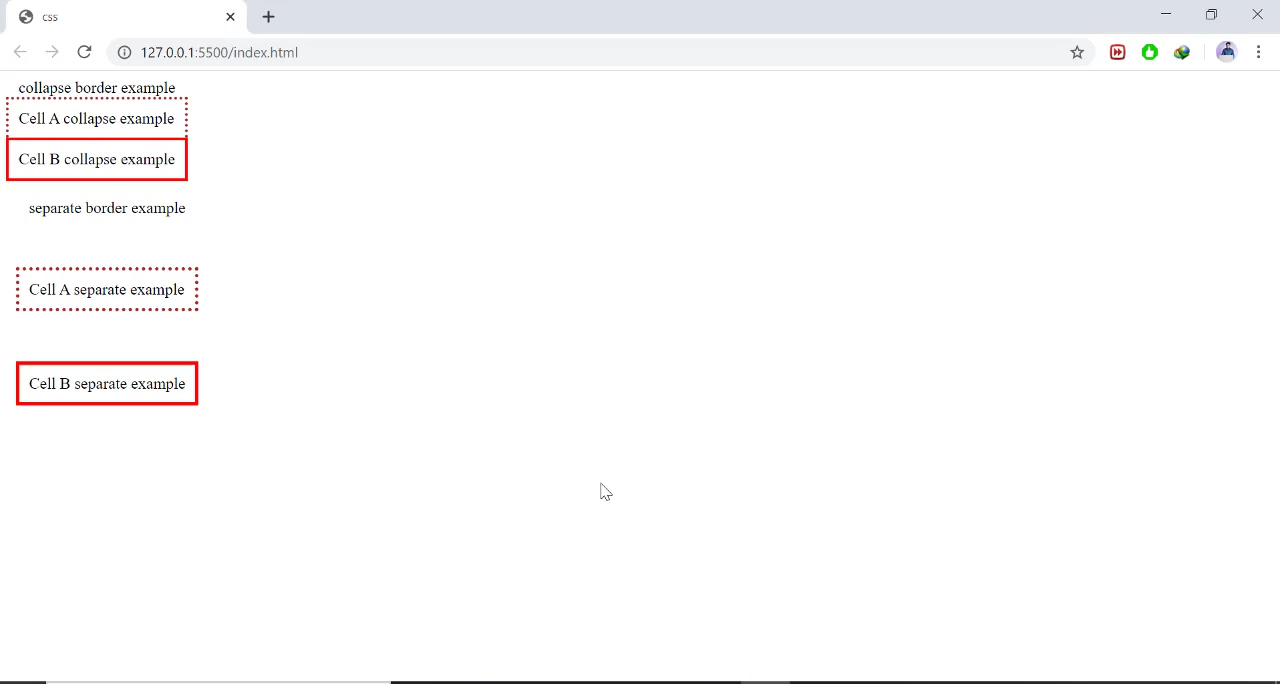 css
127.0.0.1:5500/index.html
collapse border example
Cell A collapse example
Cell B collapse example
separate border example
Cell A separate example
Cell B separate example